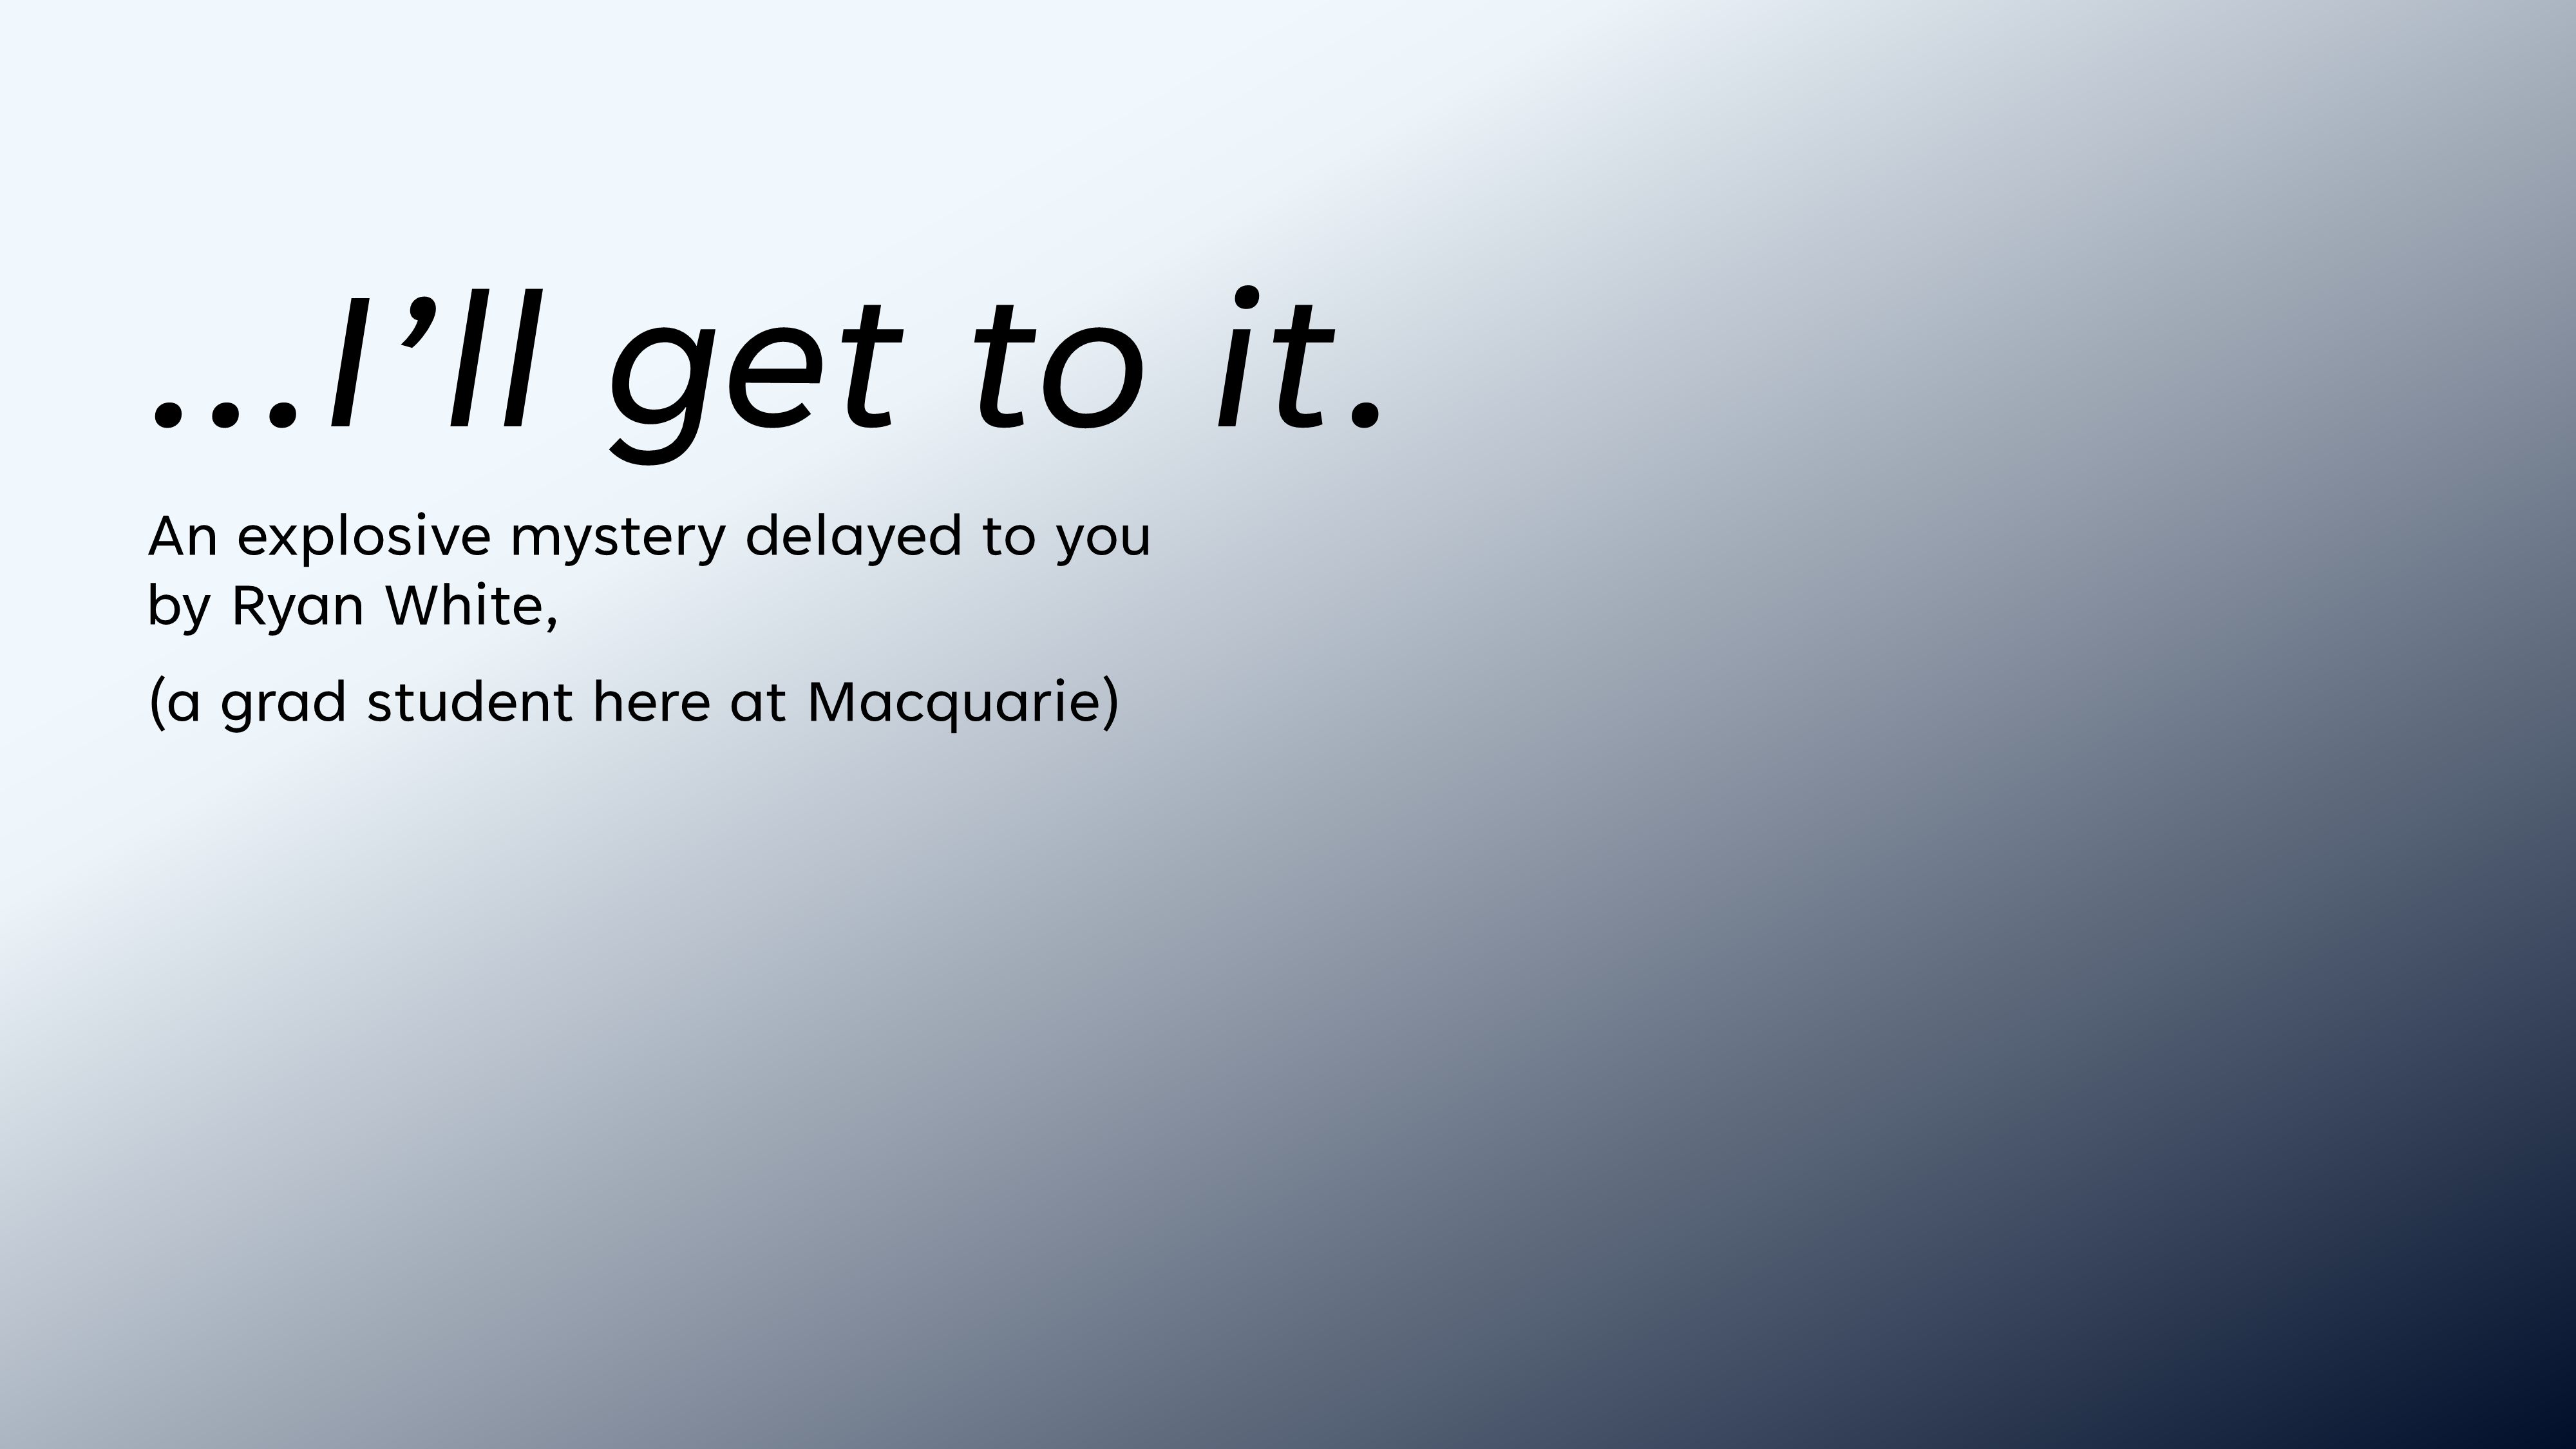 ...I’ll get to it.
An explosive mystery delayed to you
by Ryan White,
(a grad student here at Macquarie)